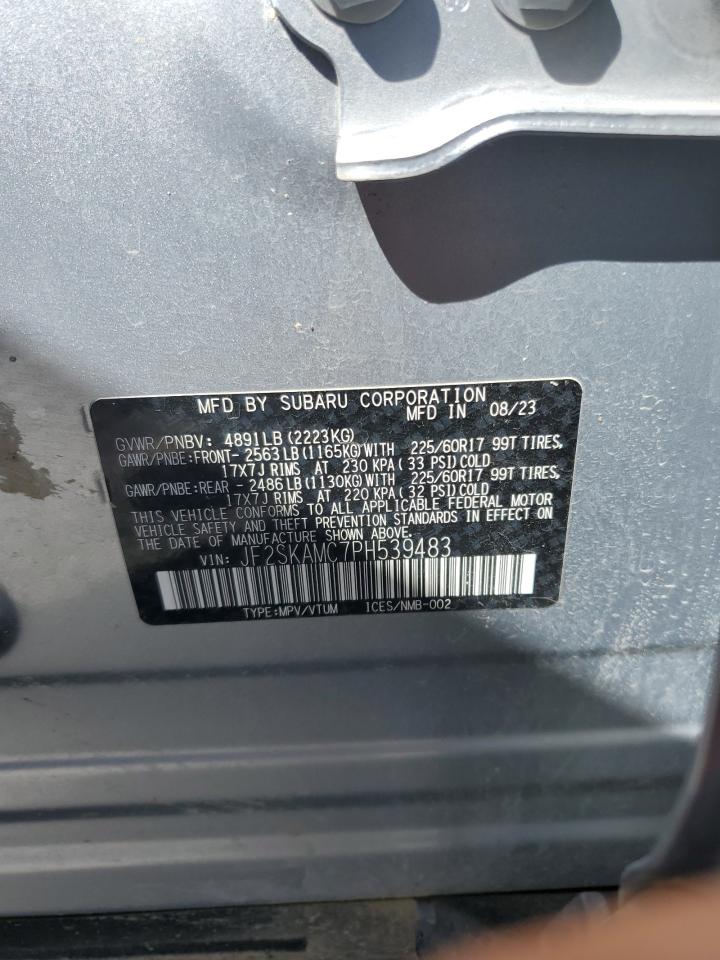 MFD BY SUBARU CORPORATION
MFD IN 08/23
GVWR/PNBV: 4891LB (2223KG)
GAWR/PNBE:FRONT- 2563LB(1165KG)WITH 225/60R17 99T TIRES,
17X7J RIMS AT 230 KPA( 33 PSI)COLD
GAWR/PNBE:REAR - 2486LB(1130KG)WITH 225/60R17 99T TIRES,
17X7J RIMS AT 220 KPA( 32 PSI)COLD
THIS VEHICLE CONFORMS TO ALL APPLICABLE FEDERAL MOTOR
VEHICLE SAFETY AND THEFT PREVENTION STANDARDS IN EFFECT ON
THE DATE OF MANUFACTURE SHOWN ABOVE.
VIN: JF2SKAMC7PH539483
TYPE:MPV/VTUM ICES/NMB-002